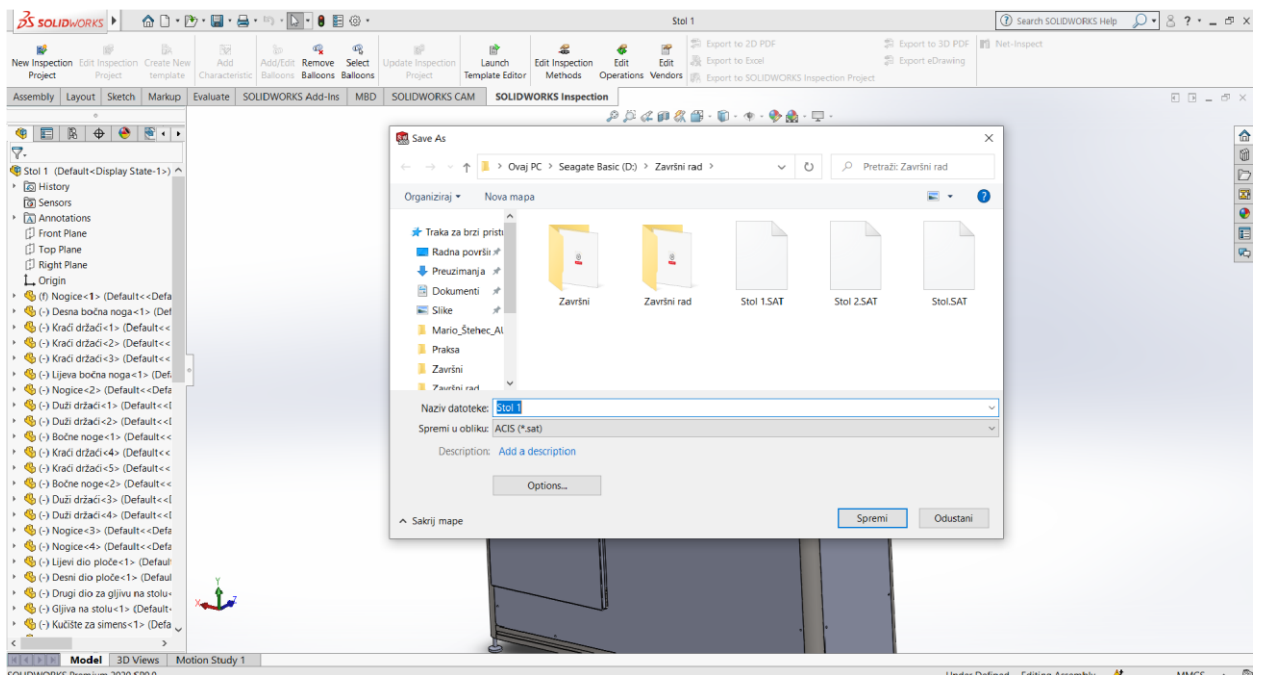 SOLIDWORKS
Stol 1
Search SOLIDWORKS Help
New Inspection Project
Edit Inspection Project
Create New template
Add Characteristic
Add/Edit Balloons
Remove Balloons
Select Balloons
Update Inspection Project
Launch Template Editor
Edit Inspection Methods
Edit Operations
Edit Vendors
Export to 2D PDF
Export to Excel
Export to SOLIDWORKS Inspection Project
Export to 3D PDF
Export eDrawing
Net-Inspect
Assembly Layout Sketch Markup Evaluate SOLIDWORKS Add-Ins MBD SOLIDWORKS CAM SOLIDWORKS Inspection
Stol 1 (Default<Display State-1>)
History
Sensors
Annotations
Front Plane
Top Plane
Right Plane
Origin
(f) Nogice<1> (Default<<Defa
(-) Desna bočna noga<1> (Def
(-) Kraći držači<1> (Default<<
(-) Kraći držači<2> (Default<<
(-) Kraći držači<3> (Default<<
(-) Lijeva bočna noga<1> (Def
(-) Nogice<2> (Default<<Defa
(-) Duži držači<1> (Default<<[
(-) Duži držači<2> (Default<<[
(-) Bočne noge<1> (Default<<
(-) Kraći držači<4> (Default<<
(-) Kraći držači<5> (Default<<
(-) Bočne noge<2> (Default<<
(-) Duži držači<3> (Default<<[
(-) Duži držači<4> (Default<<[
(-) Nogice<3> (Default<<Defa
(-) Nogice<4> (Default<<Defa
(-) Lijevi dio ploče<1> (Defaul
(-) Desni dio ploče<1> (Defaul
(-) Drugi dio za gljivu na stolu<
(-) Gljiva na stolu<1> (Default<
(-) Kućište za simens<1> (Defa
Save As
> Ovaj PC > Seagate Basic (D:) > Završni rad >
Pretraži: Završni rad
Organiziraj
Nova mapa
Traka za brzi pristu
Radna površin
Preuzimanja
Dokumenti
Slike
Mario_Štehec_AU
Praksa
Završni
Završni rad
Završni
Završni rad
Stol 1.SAT
Stol 2.SAT
Stol.SAT
Naziv datoteke: Stol 1
Spremi u obliku: ACIS (*.sat)
Description: Add a description
Options...
Sakrij mape
Spremi
Odustani
Y
X
Z
Model 3D Views Motion Study 1
SOLIDWORKS Premium 2020 SP0.0
Under Defined Editing Assembly MMGS